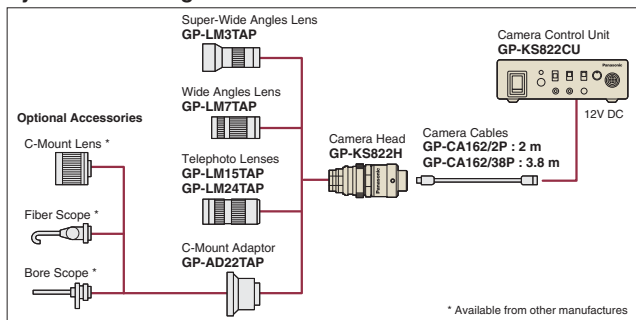 Super-Wide Angles Lens
GP-LM3TAP
Wide Angles Lens
GP-LM7TAP
Telephoto Lenses
GP-LM15TAP
GP-LM24TAP
C-Mount Adaptor
GP-AD22TAP
Optional Accessories
C-Mount Lens *
Fiber Scope *
Bore Scope *
Camera Head
GP-KS822H
Panasonic
Camera Cables
GP-CA162/2P : 2 m
GP-CA162/38P : 3.8 m
Camera Control Unit
GP-KS822CU
Panasonic
12V DC
* Available from other manufactures